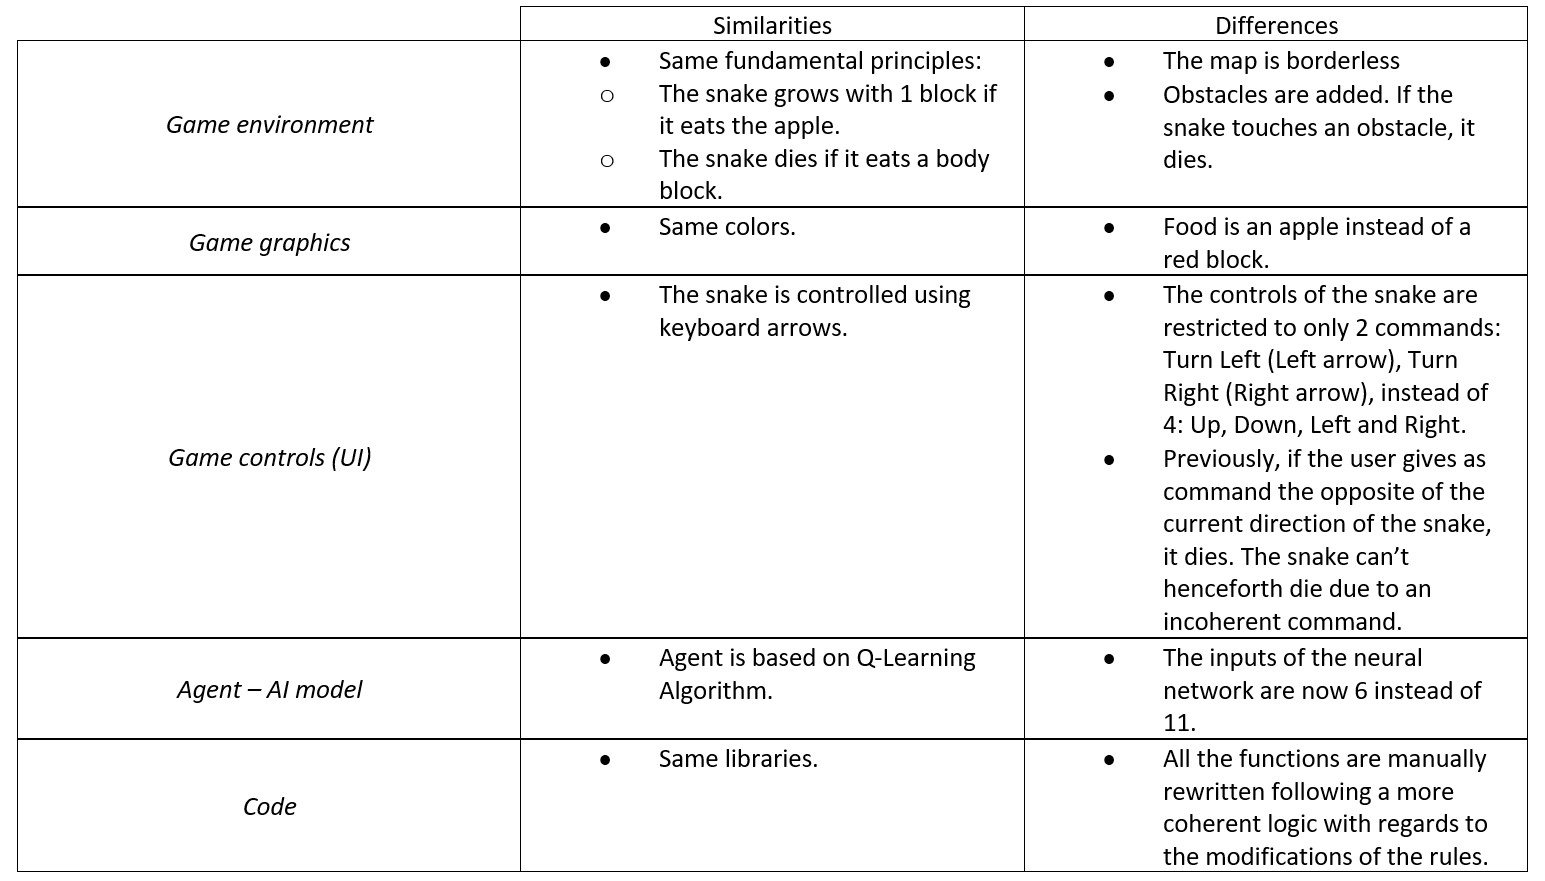 Similarities
Differences
Game environment
● Same fundamental principles:
○ The snake grows with 1 block if
it eats the apple.
○ The snake dies if it eats a body
block.
● The map is borderless
● Obstacles are added. If the
snake touches an obstacle, it
dies.
Game graphics
● Same colors.
● Food is an apple instead of a
red block.
Game controls (UI)
● The snake is controlled using
keyboard arrows.
● The controls of the snake are
restricted to only 2 commands:
Turn Left (Left arrow), Turn
Right (Right arrow), instead of
4: Up, Down, Left and Right.
● Previously, if the user gives as
command the opposite of the
current direction of the snake,
it dies. The snake can’t
henceforth die due to an
incoherent command.
Agent – AI model
● Agent is based on Q-Learning
Algorithm.
● The inputs of the neural
network are now 6 instead of
11.
Code
● Same libraries.
● All the functions are manually
rewritten following a more
coherent logic with regards to
the modifications of the rules.